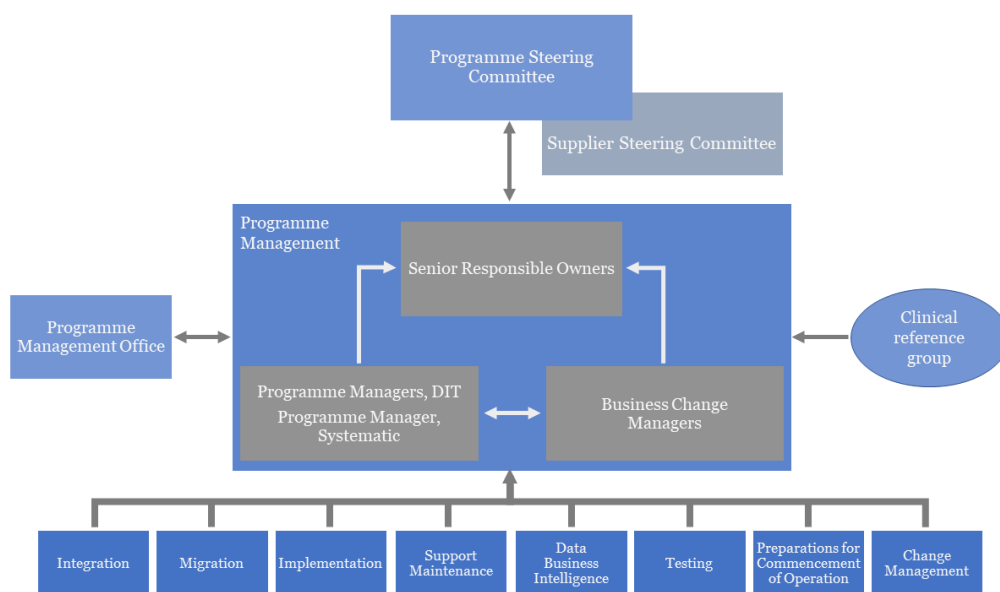 Programme Steering
Committee
Supplier Steering Committee
Programme
Management
Senior Responsible Owners
Programme
Management Office
Clinical
reference
group
Programme Managers, DIT
Programme Manager,
Systematic
Business Change
Managers
Integration
Migration
Implementation
Support
Maintenance
Data
Business
Intelligence
Testing
Preparations for
Commencement
of Operation
Change
Management